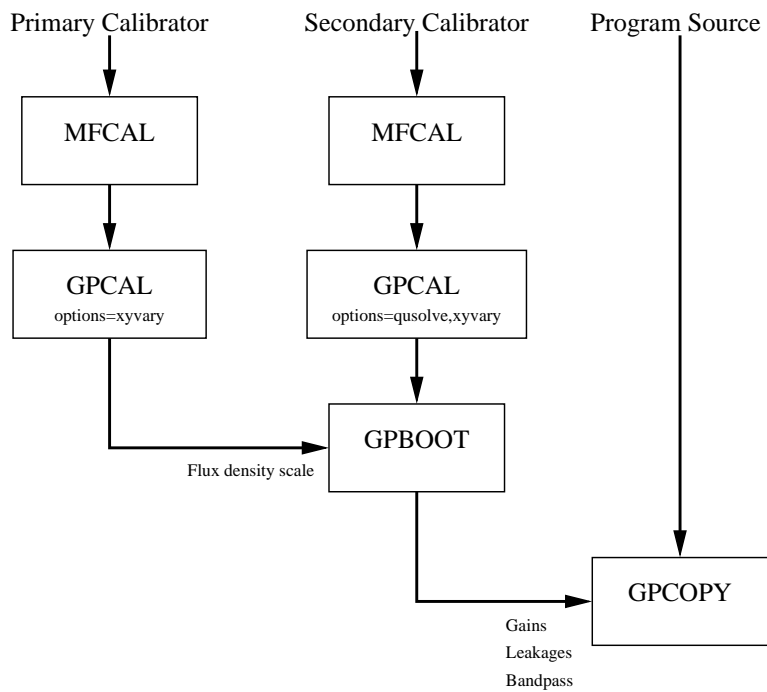 Primary Calibrator
Secondary Calibrator
Program Source
MFCAL
MFCAL
GPCAL
options=xyvary
GPCAL
options=qusolve,xyvary
GPBOOT
Flux density scale
GPCOPY
Gains
Leakages
Bandpass